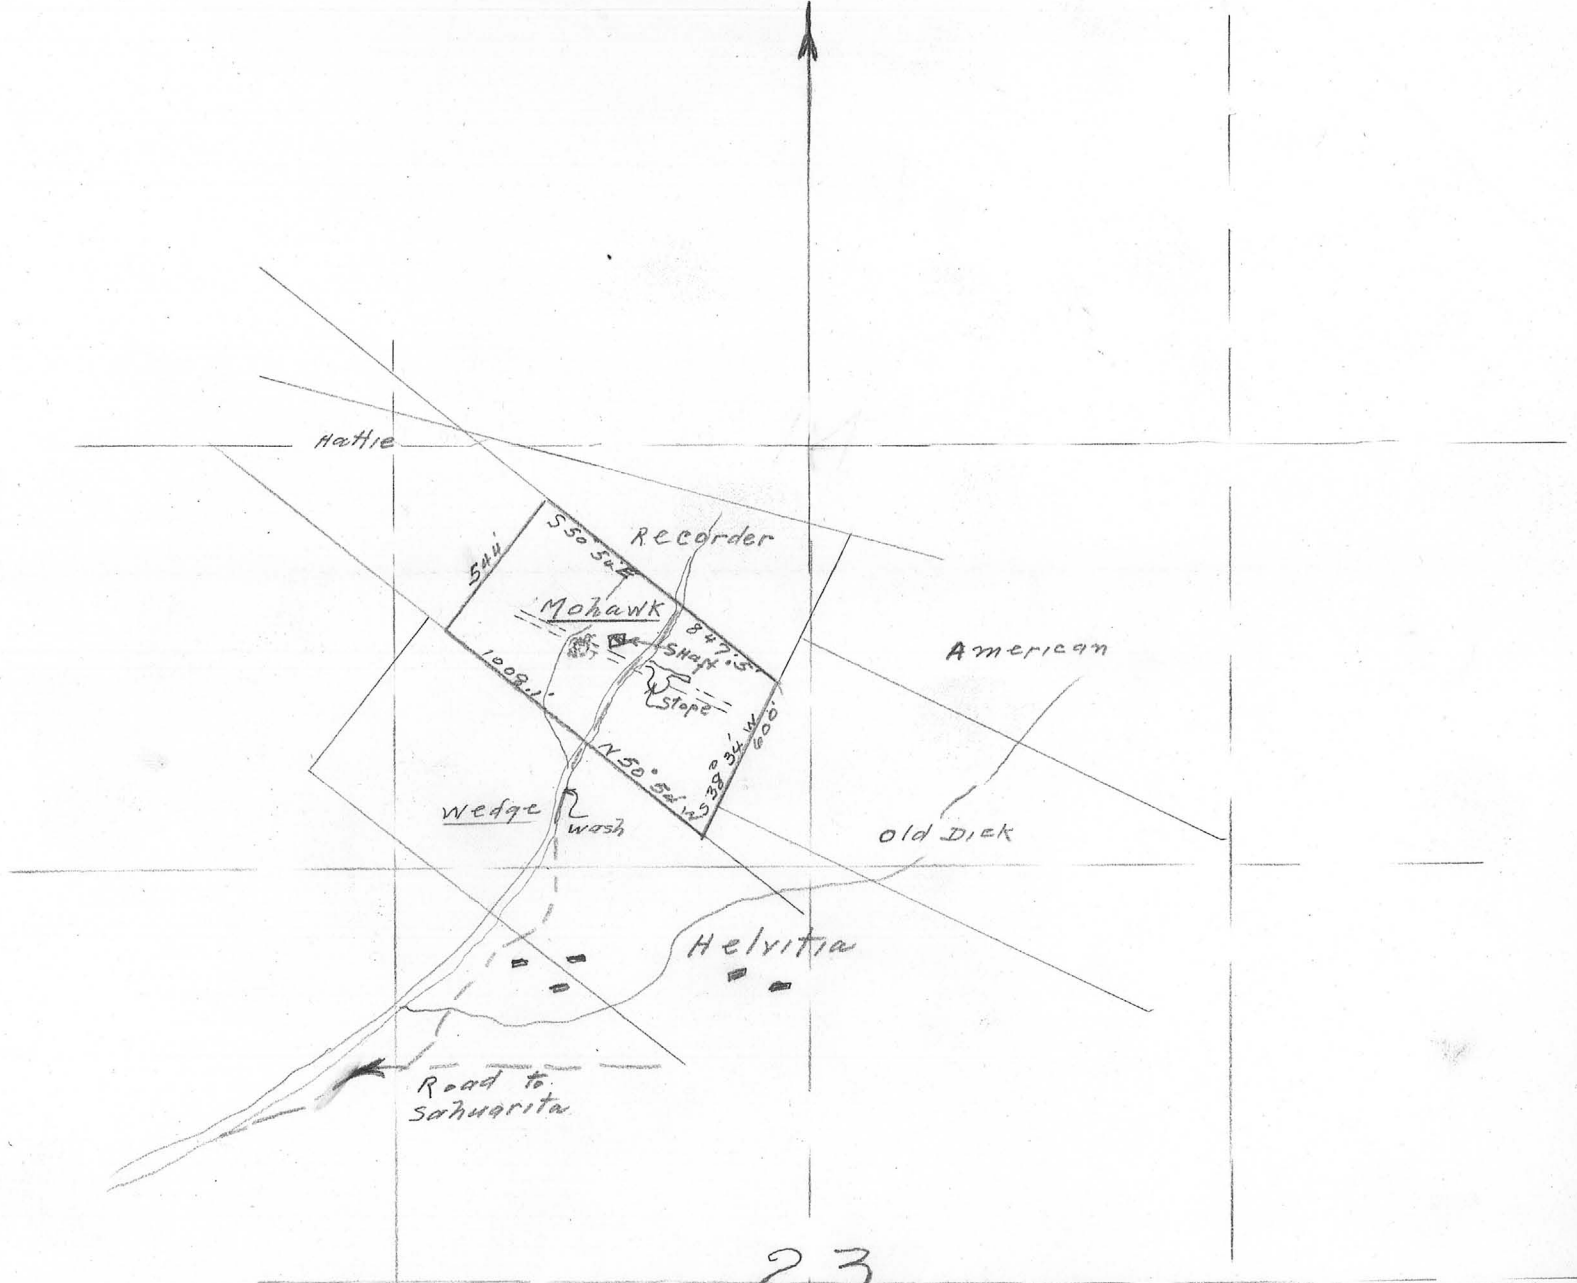 Hattie
Recorder
S 50° 54' E
544'
Mohawk
847.5'
Shaft
American
1008.1'
Stope
600'
S 38° 34' W
N 50° 54' W
Wedge
Wash
Old Dick
Helvitia
Road to
Sahuarita
23